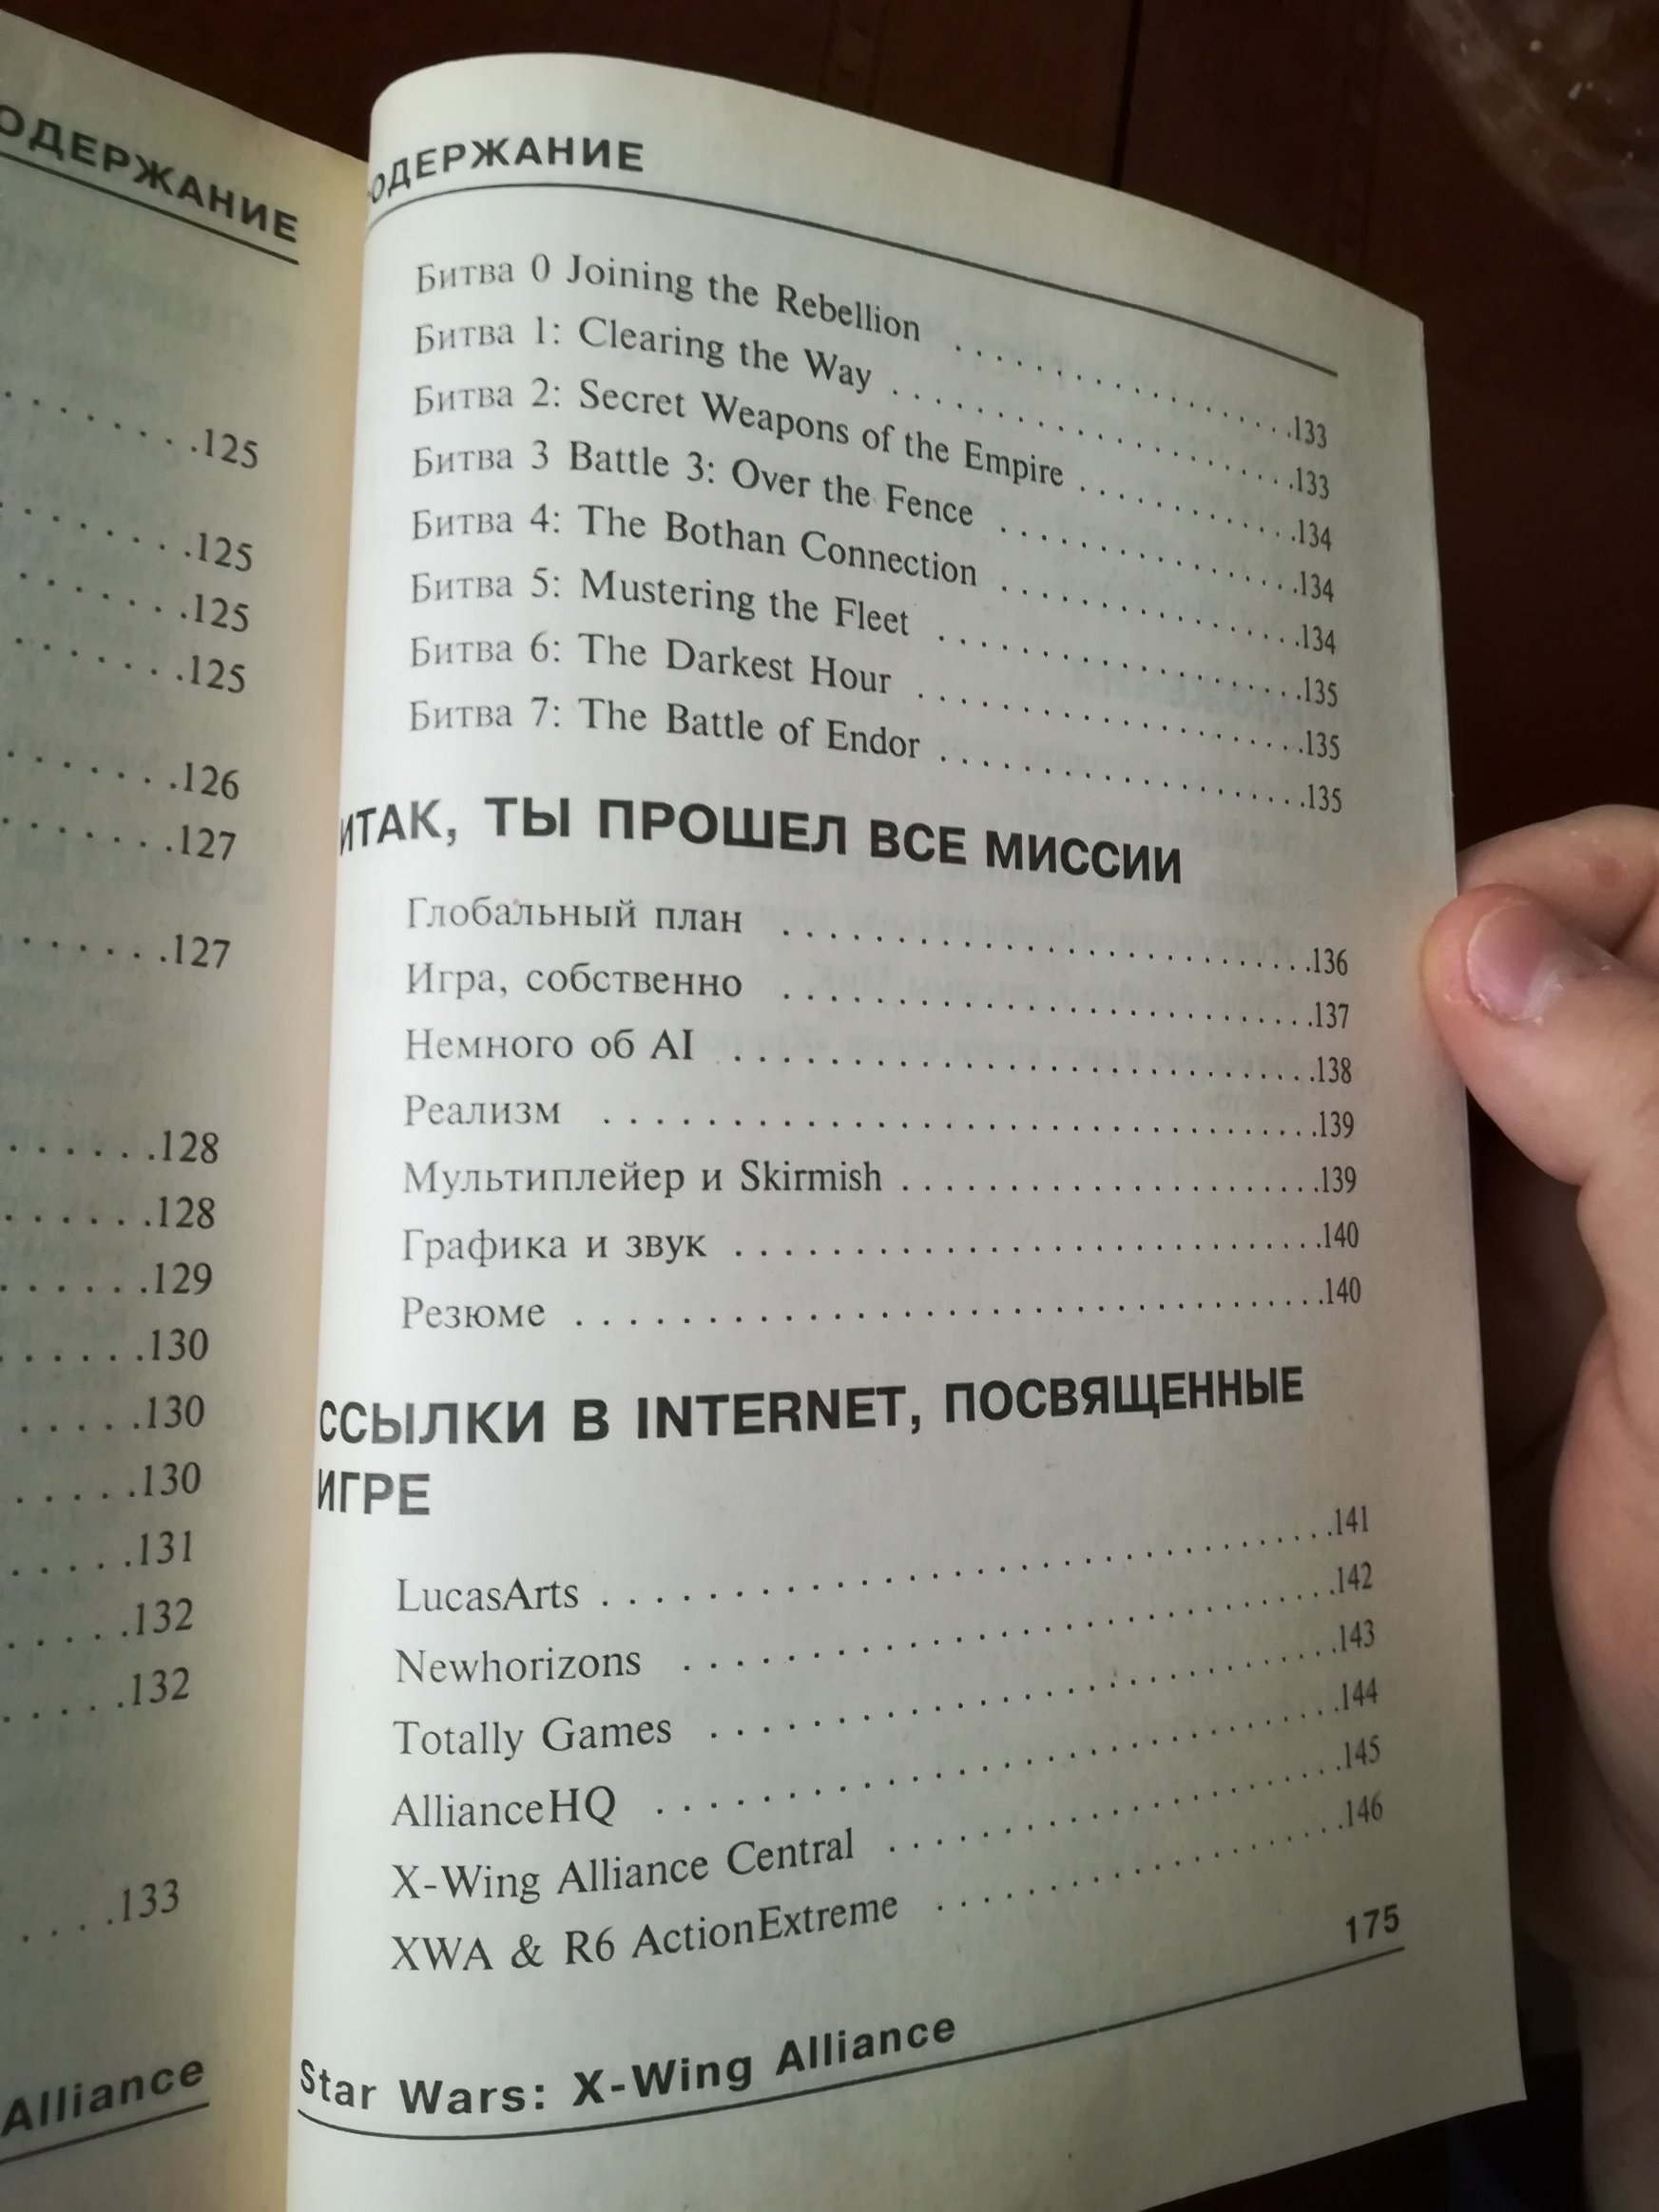 ОДЕРЖАНИЕ
.125
.125
.125
.125
.126
.127
.127
.128
.128
.129
.130
.130
.130
.131
.132
.132
.133
Alliance
ОДЕРЖАНИЕ
Битва 0 Joining the Rebellion .133
Битва 1: Clearing the Way .133
Битва 2: Secret Weapons of the Empire .134
Битва 3 Battle 3: Over the Fence .134
Битва 4: The Bothan Connection .134
Битва 5: Mustering the Fleet .135
Битва 6: The Darkest Hour .135
Битва 7: The Battle of Endor .135
ИТАК, ТЫ ПРОШЕЛ ВСЕ МИССИИ
Глобальный план .136
Игра, собственно .137
Немного об AI .138
Реализм .139
Мультиплейер и Skirmish .139
Графика и звук .140
Резюме .140
ССЫЛКИ В INTERNET, ПОСВЯЩЕННЫЕ
ИГРЕ
LucasArts .141
Newhorizons .142
Totally Games .143
AllianceHQ .144
X-Wing Alliance Central .145
XWA & R6 ActionExtreme .146
175
Star Wars: X-Wing Alliance